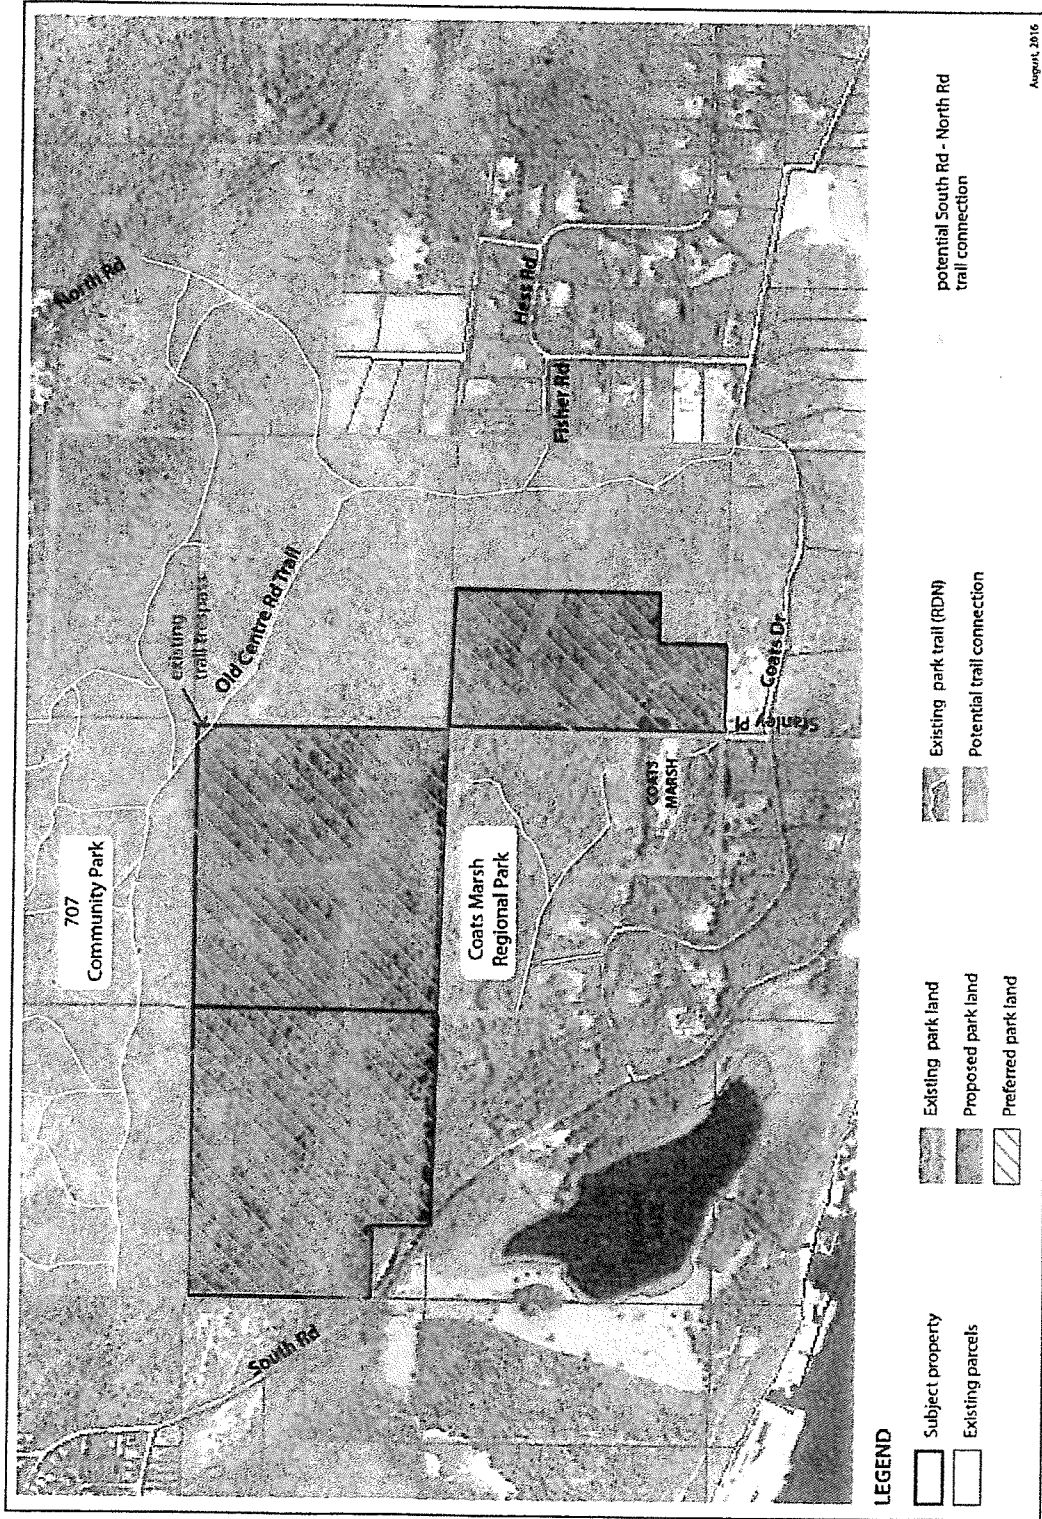 North Rd
Hess Rd
Fisher Rd
existing
trail trespass
Old Centre Rd Trail
707
Community Park
Coats Marsh
Regional Park
COATS
MARSH
Stanley Pl
Coats Dr
South Rd
LEGEND
Subject property
Existing parcels
Existing park land
Proposed park land
Preferred park land
Existing park trail (RDN)
Potential trail connection
potential South Rd - North Rd
trail connection
August, 2016